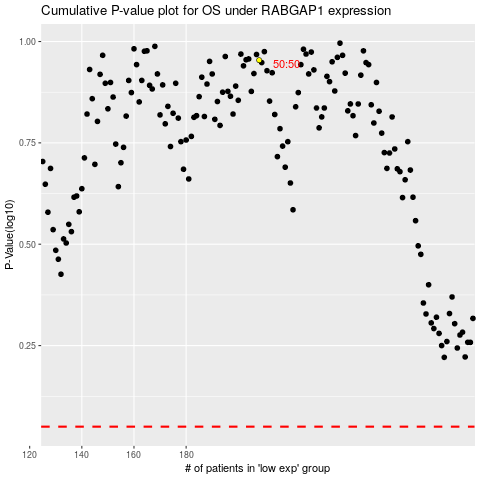 Cumulative P-value plot for OS under RABGAP1 expression
1.00
50:50
0.75
P-Value(log10)
0.50
0.25
120 140 160 180
# of patients in 'low exp' group